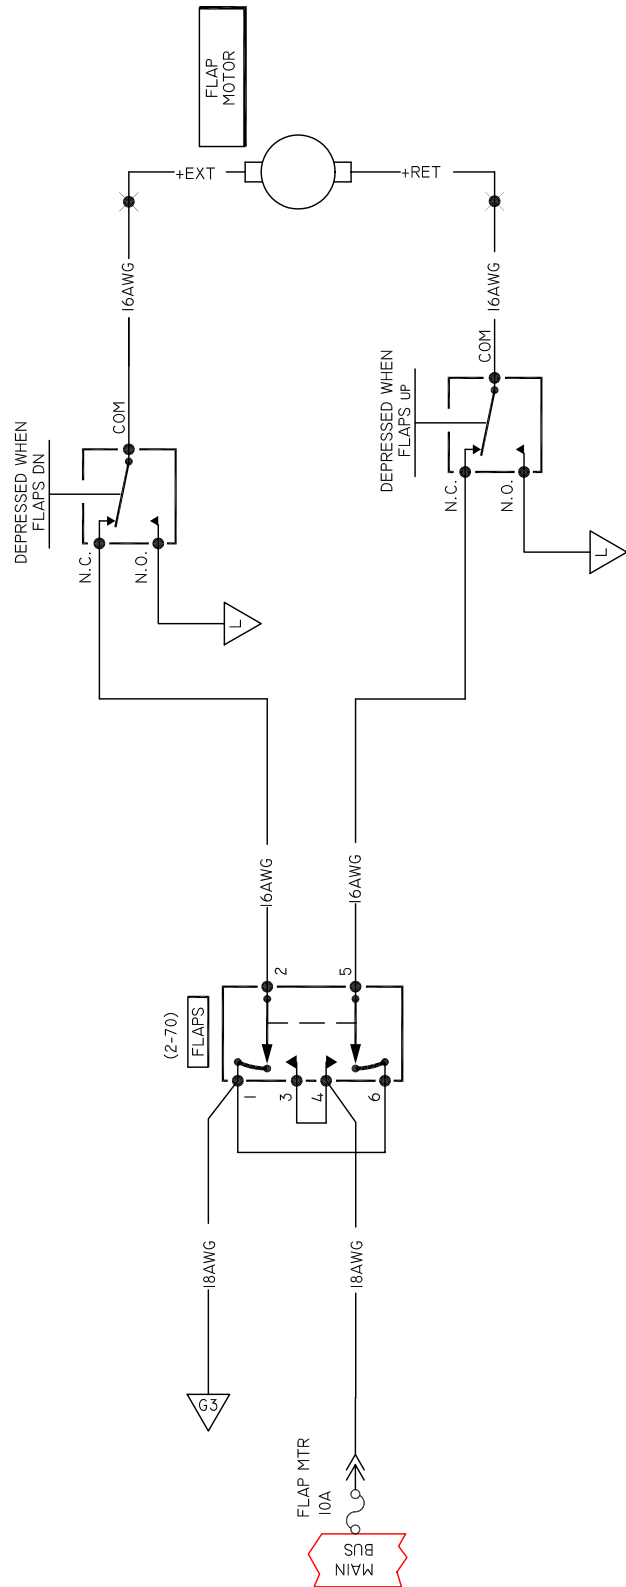 FLAP
MOTOR
+EXT
+RET
16AWG
16AWG
COM
COM
DEPRESSED WHEN
FLAPS UP
DEPRESSED WHEN
FLAPS DN
N.C.
N.O.
N.C.
N.O.
L
L
16AWG
16AWG
2
5
(2-70)
FLAPS
1
3
4
6
18AWG
18AWG
G3
FLAP MTR
10A
MAIN
BUS